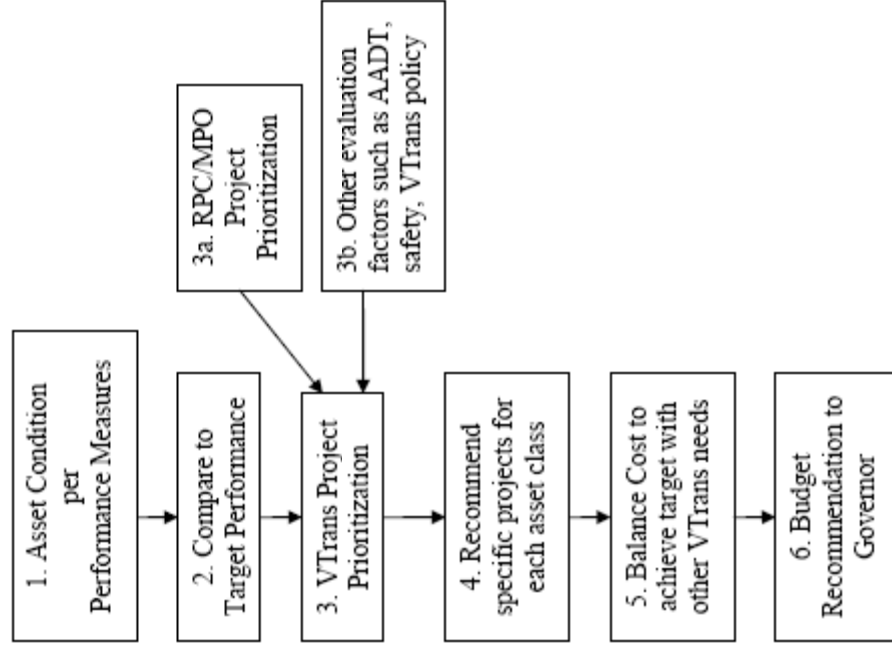 1. Asset Condition
per
Performance Measures
2. Compare to
Target Performance
3. VTrans Project
Prioritization
3a. RPC/MPO
Project
Prioritization
3b. Other evaluation
factors such as AADT,
safety, VTrans policy
4. Recommend
specific projects for
each asset class
5. Balance Cost to
achieve target with
other VTrans needs
6. Budget
Recommendation to
Governor